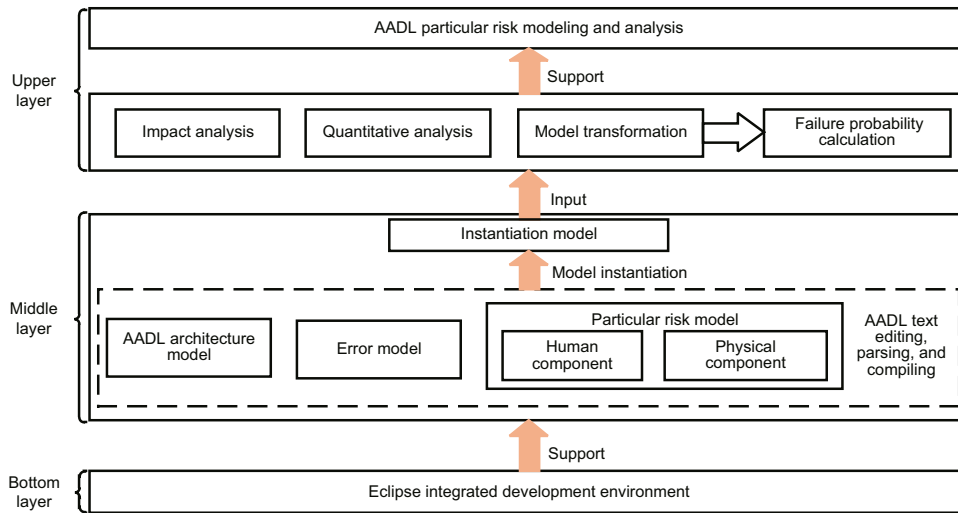 AADL particular risk modeling and analysis
Upper
layer
Support
Impact analysis
Quantitative analysis
Model transformation
Failure probability
calculation
Input
Instantiation model
Model instantiation
Middle
layer
AADL architecture
model
Error model
Particular risk model
Human
component
Physical
component
AADL text
editing,
parsing, and
compiling
Support
Bottom
layer
Eclipse integrated development environment